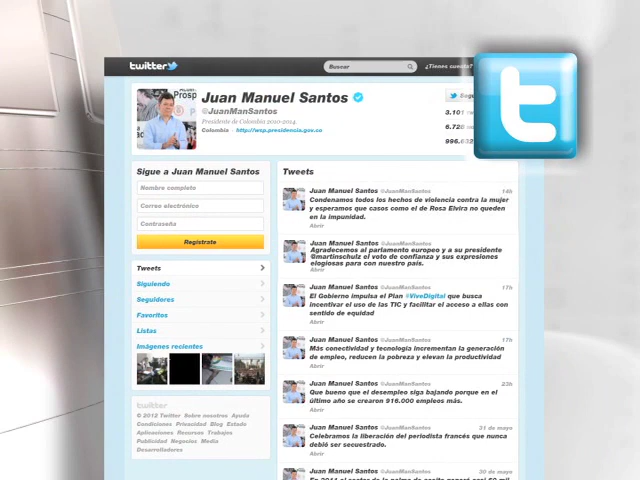 twitter
Buscar
¿Tienes cuenta?
Prosp
Juan Manuel Santos
@JuanManSantos
Presidente de Colombia 2010-2014.
Colombia · http://wsp.presidencia.gov.co
3.101
6.728
996.632
t
Sigue a Juan Manuel Santos
Nombre completo
Correo electrónico
Contraseña
Regístrate
Tweets
Siguiendo
Seguidores
Favoritos
Listas
Imágenes recientes
twitter
© 2012 Twitter Sobre nosotros Ayuda
Condiciones Privacidad Blog Estado
Aplicaciones Recursos Trabajos
Publicidad Negocios Media
Desarrolladores
Tweets
Juan Manuel Santos @JuanManSantos 14h
Condenamos todos los hechos de violencia contra la mujer
y esperamos que casos como el de Rosa Elvira no queden
en la impunidad.
Abrir
Juan Manuel Santos @JuanManSantos
Agradecemos al parlamento europeo y a su presidente
@martinschulz el voto de confianza y sus expresiones
elogiosas para con nuestro país.
Abrir
Juan Manuel Santos @JuanManSantos 17h
El Gobierno impulsa el Plan @ViveDigital que busca
incentivar el uso de las TIC y facilitar el acceso a ellas con
sentido de equidad
Abrir
Juan Manuel Santos @JuanManSantos 17h
Más conectividad y tecnología incrementan la generación
de empleo, reducen la pobreza y elevan la productividad
Abrir
Juan Manuel Santos @JuanManSantos 23h
Que bueno que el desempleo siga bajando porque en el
último año se crearon 916.000 empleos más.
Abrir
Juan Manuel Santos @JuanManSantos 31 de mayo
Celebramos la liberación del periodista francés que nunca
debió ser secuestrado.
Abrir
Juan Manuel Santos @JuanManSantos 30 de mayo